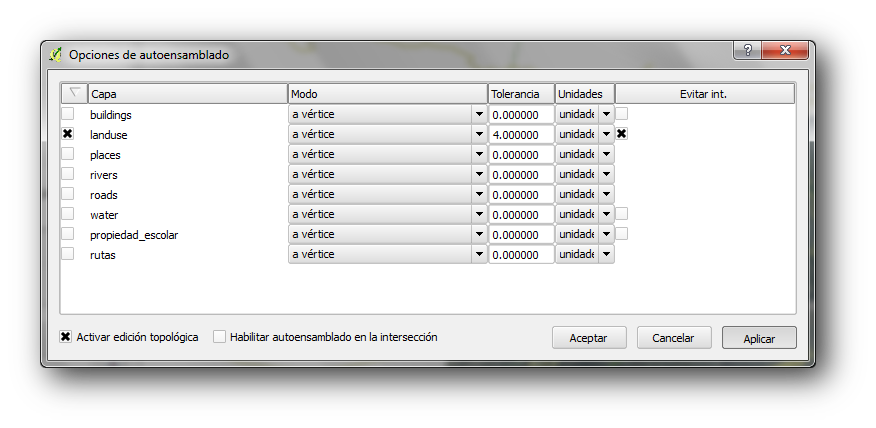 Opciones de autoensamblado
?
Capa Modo Tolerancia Unidades Evitar int.
buildings a vértice 0.000000 unidade
landuse a vértice 4.000000 unidade
places a vértice 0.000000 unidade
rivers a vértice 0.000000 unidade
roads a vértice 0.000000 unidade
water a vértice 0.000000 unidade
propiedad_escolar a vértice 0.000000 unidade
rutas a vértice 0.000000 unidade
Activar edición topológica Habilitar autoensamblado en la intersección Aceptar Cancelar Aplicar